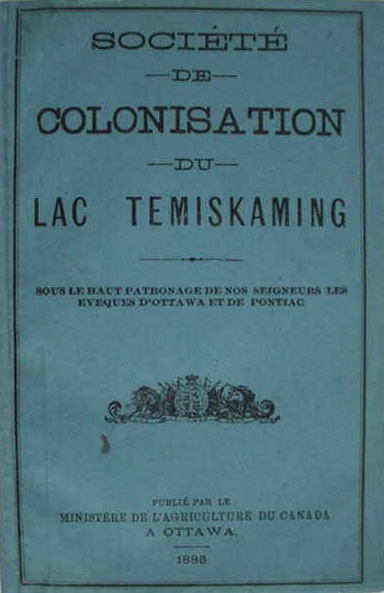 SOCIÉTÉ
—DE—
COLONISATION
—DU—
LAC TEMISKAMING
SOUS LE HAUT PATRONAGE DE NOS SEIGNEURS LES
EVEQUES D'OTTAWA ET DE PONTIAC
PUBLIÉ PAR LE
MINISTÈRE DE L'AGRICULTURE DU CANADA
A OTTAWA.